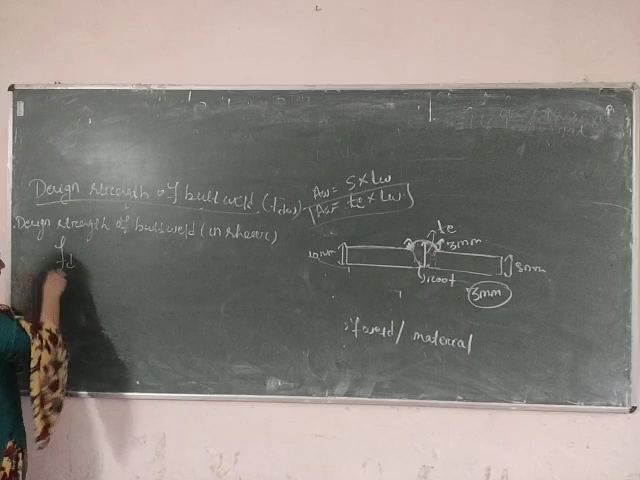 Design strength of butt weld (Tdw)
Aw = S x Lw
Aw = te x Lw
Design strength of butt weld (in shear)
fd
te
3mm
10mm
8mm
root
3mm
if weld / material